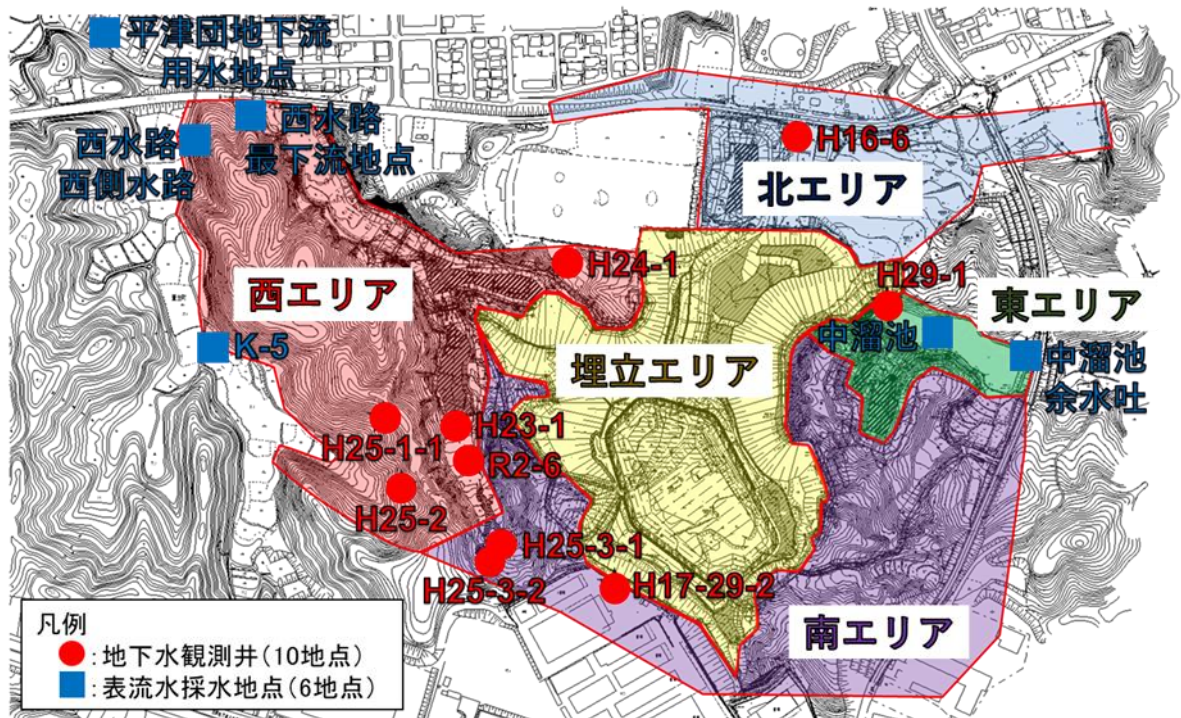 平津団地下流
用水地点
西水路
最下流地点
西水路
西側水路
H16-6
北エリア
H24-1
H29-1
東エリア
西エリア
中溜池
K-5
埋立エリア
中溜池
余水吐
H23-1
H25-1-1
R2-6
H25-2
H25-3-1
H25-3-2
H17-29-2
南エリア
凡例
:地下水観測井(10地点)
:表流水採水地点(6地点)